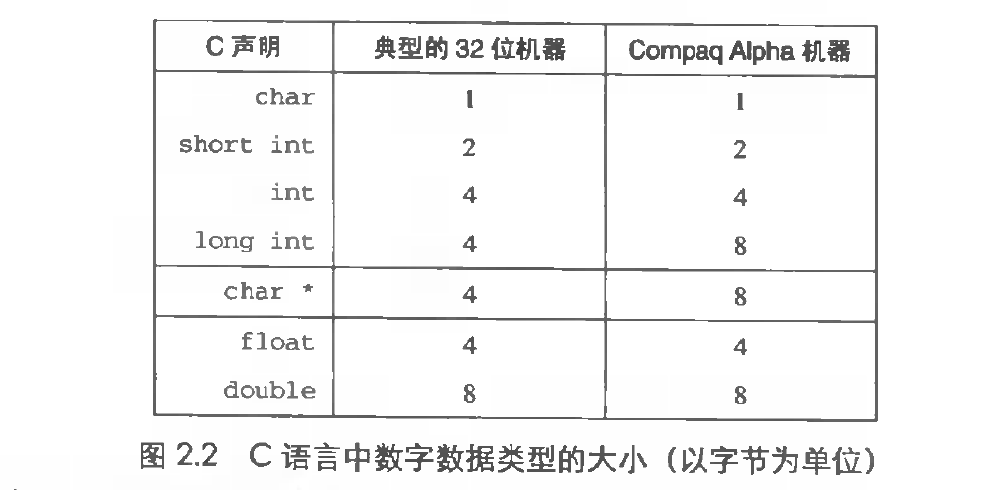 C 声明 典型的 32 位机器 Compaq Alpha 机器
char 1 1
short int 2 2
int 4 4
long int 4 8
char * 4 8
float 4 4
double 8 8
图 2.2 C 语言中数字数据类型的大小（以字节为单位）